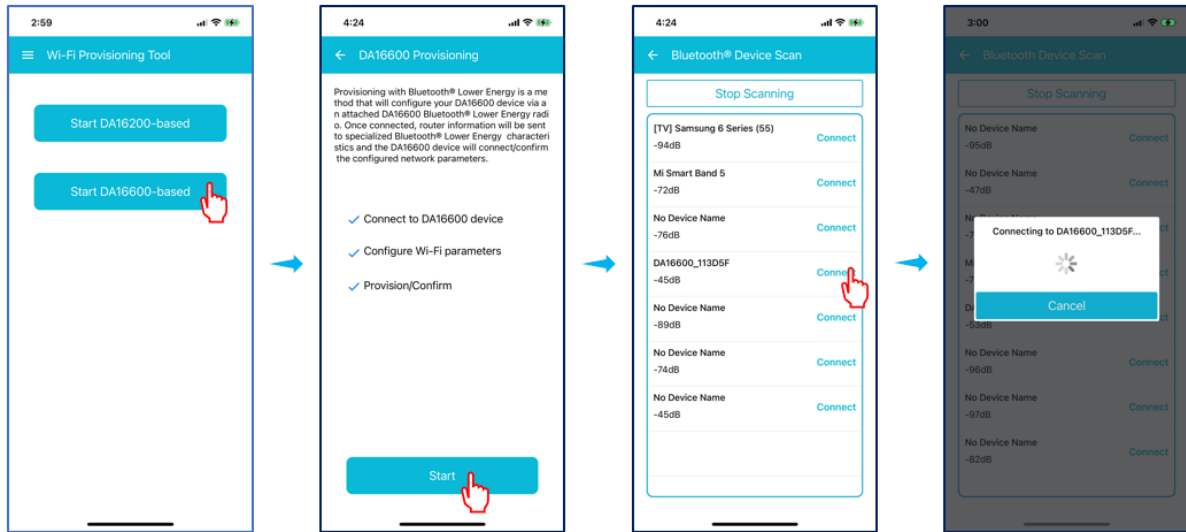 2:59
Wi-Fi Provisioning Tool
Start DA16200-based
Start DA16600-based
4:24
DA16600 Provisioning
Provisioning with Bluetooth® Lower Energy is a me
thod that will configure your DA16600 device via a
n attached DA16600 Bluetooth® Lower Energy radi
o. Once connected, router information will be sent
to specialized Bluetooth® Lower Energy characteri
stics and the DA16600 device will connect/confirm
the configured network parameters.
Connect to DA16600 device
Configure Wi-Fi parameters
Provision/Confirm
Start
4:24
Bluetooth® Device Scan
Stop Scanning
[TV] Samsung 6 Series (55)
-94dB
Connect
Mi Smart Band 5
-72dB
Connect
No Device Name
-76dB
Connect
DA16600_113D5F
-45dB
Connect
No Device Name
-89dB
Connect
No Device Name
-74dB
Connect
No Device Name
-45dB
Connect
3:00
Bluetooth Device Scan
Stop Scanning
No Device Name
-95dB
Connect
No Device Name
-47dB
Connecting to DA16600_113D5F...
Cancel
-53dB
No Device Name
-96dB
Connect
No Device Name
-97dB
Connect
No Device Name
-82dB
Connect